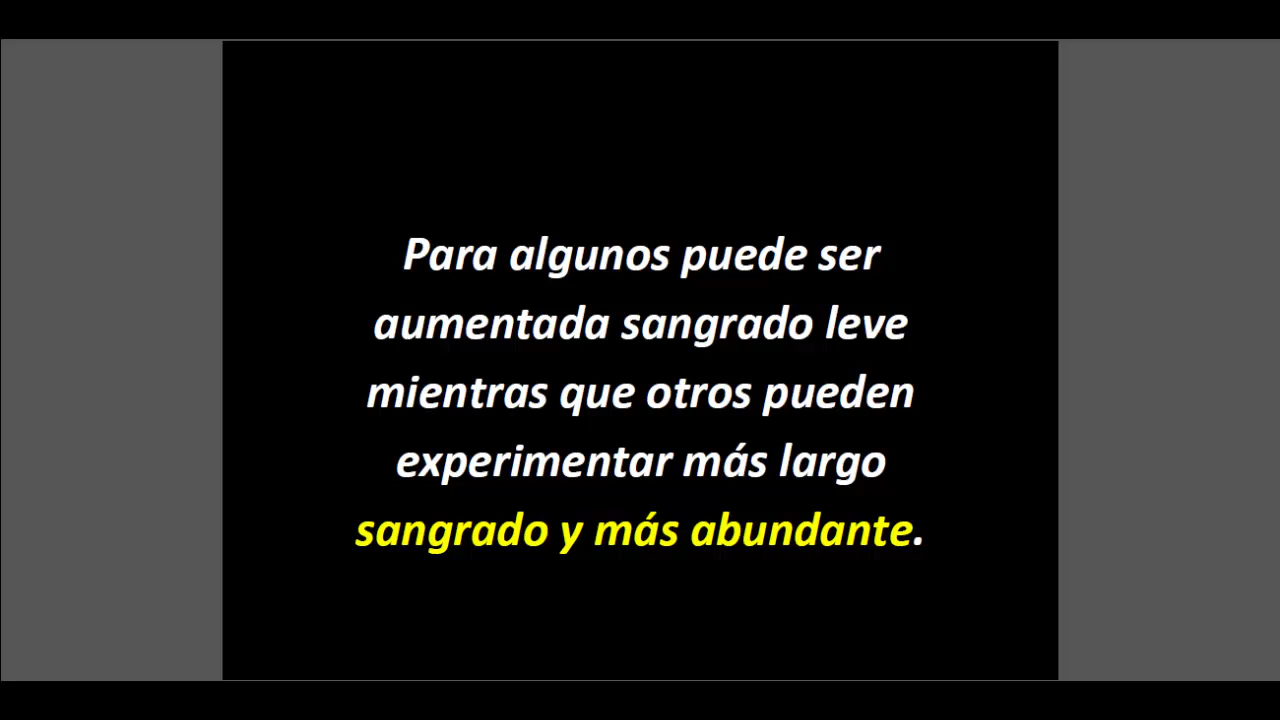 Para algunos puede ser
aumentada sangrado leve
mientras que otros pueden
experimentar más largo
sangrado y más abundante.